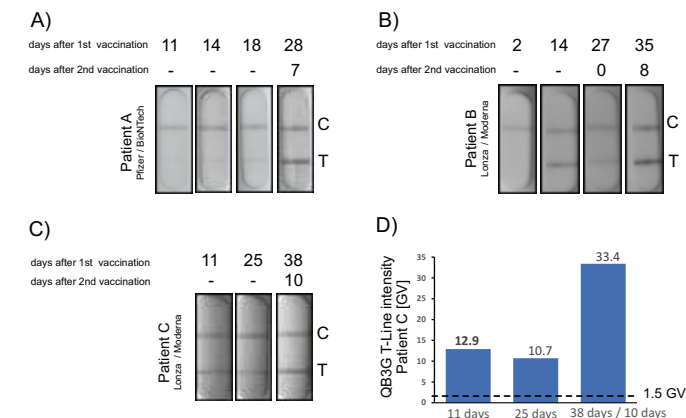 A)
days after 1st vaccination 11 14 18 28
days after 2nd vaccination - - - 7
Patient A
Pfizer / BioNTech
C
T
B)
days after 1st vaccination 2 14 27 35
days after 2nd vaccination - - 0 8
Patient B
Lonza / Moderna
C
T
C)
days after 1st vaccination 11 25 38
days after 2nd vaccination - - 10
Patient C
Lonza / Moderna
C
T
D)
QB3G T-Line intensity
Patient C [GV]
35
30
25
20
15
10
5
0
12.9
10.7
33.4
1.5 GV
11 days 25 days 38 days / 10 days